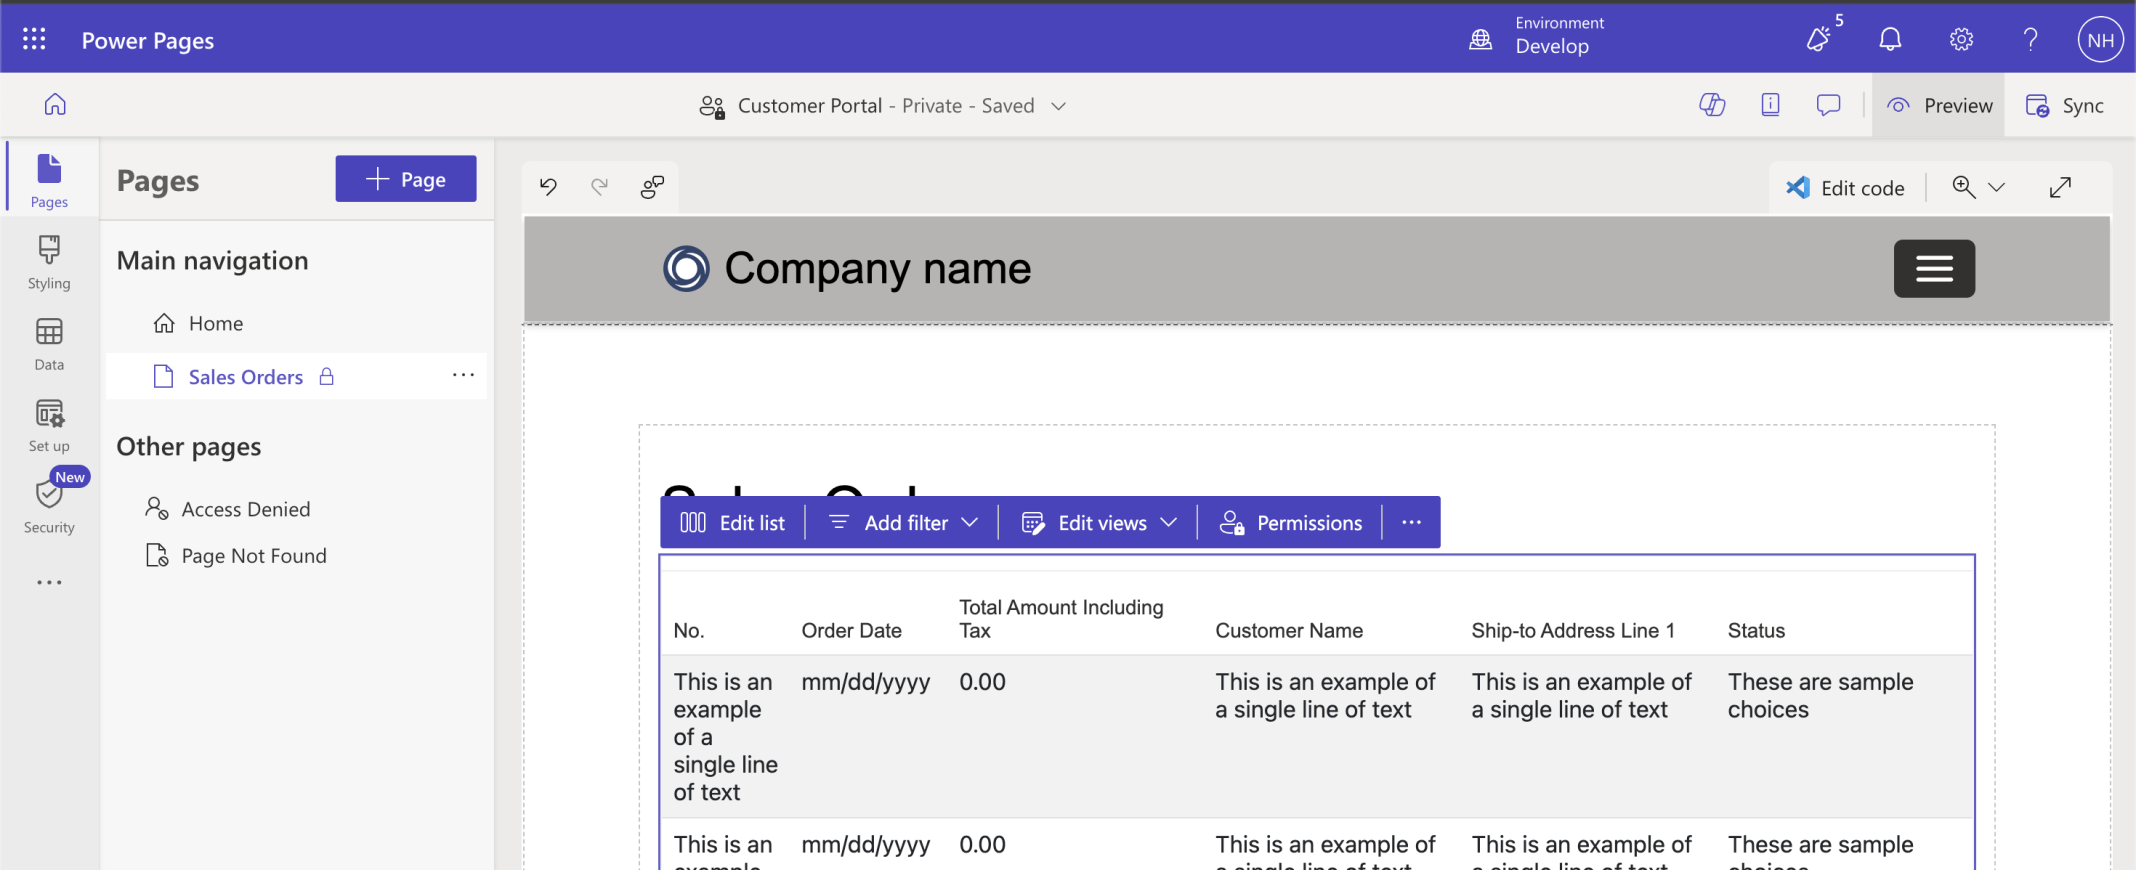 Power Pages
Environment
Develop
5
NH
Customer Portal - Private - Saved
Preview
Sync
Pages
Styling
Data
Set up
New
Security
Pages
Page
Main navigation
Home
Sales Orders
Other pages
Access Denied
Page Not Found
Edit code
Company name
Edit list
Add filter
Edit views
Permissions
No.
Order Date
Total Amount Including
Tax
Customer Name
Ship-to Address Line 1
Status
This is an
example
of a
single line
of text
mm/dd/yyyy
0.00
This is an example of
a single line of text
This is an example of
a single line of text
These are sample
choices
This is an
mm/dd/yyyy
0.00
This is an example of
This is an example of
These are sample